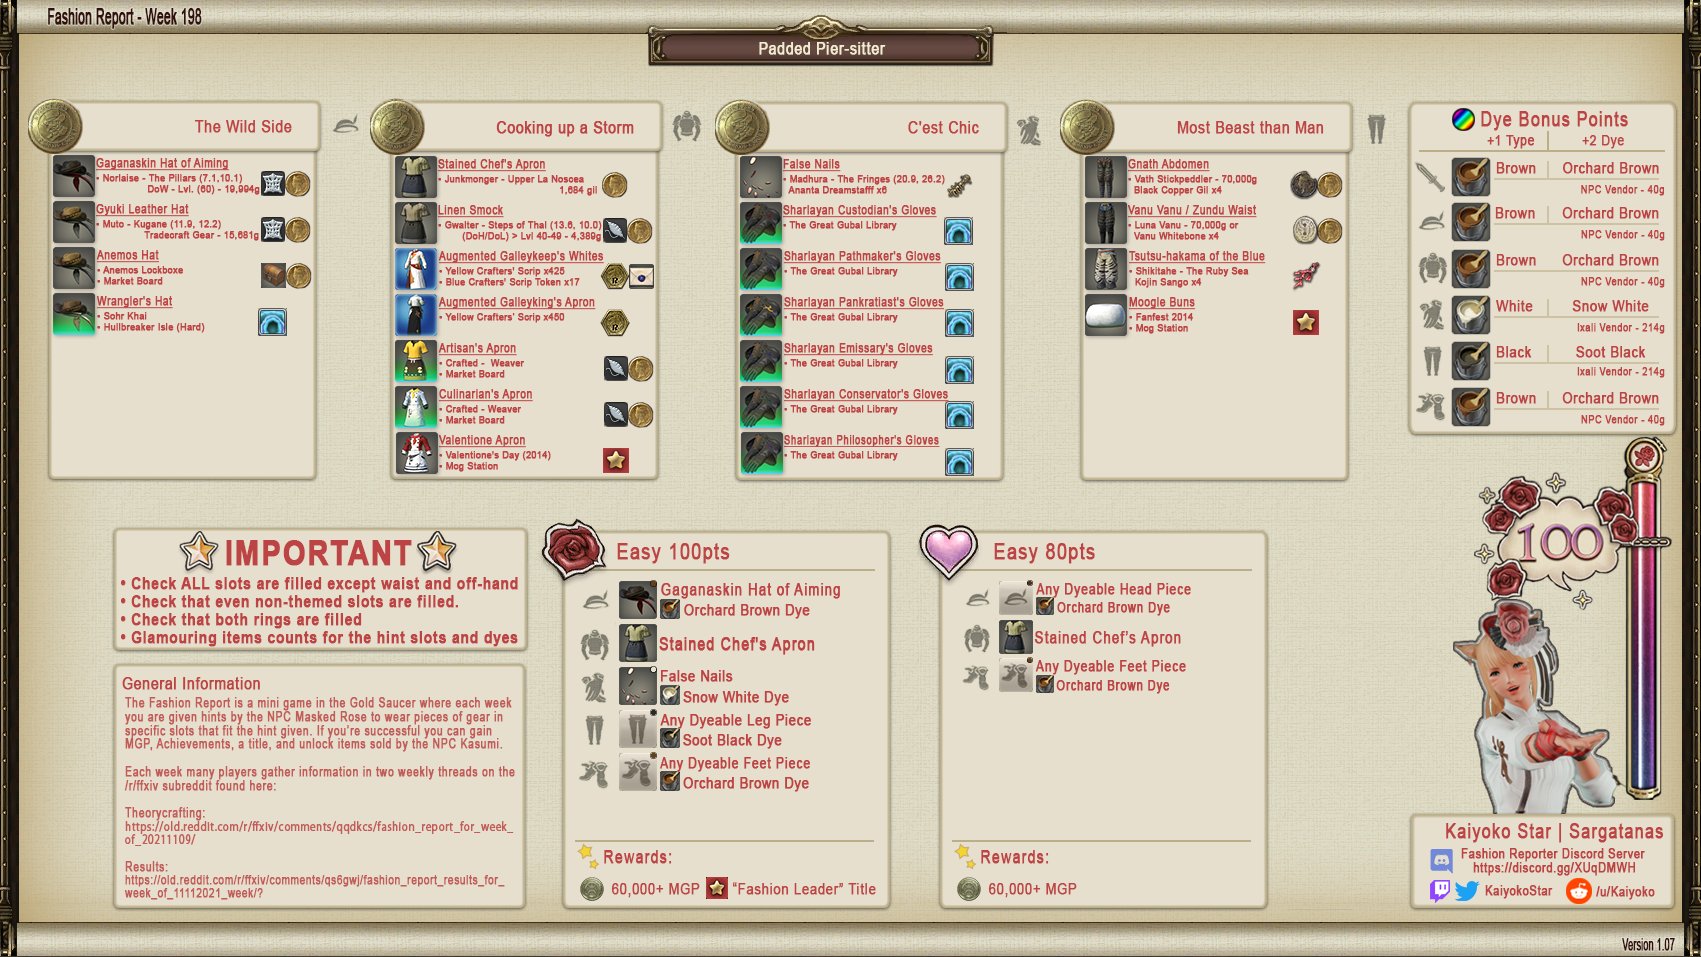 Fashion Report - Week 198
Padded Pier-sitter
The Wild Side
Gaganaskin Hat of Aiming
• Norlaise - The Pillars (7.1,10.1)
DoW - Lvl. (60) - 19,994g
Gyuki Leather Hat
• Muto - Kugane (11.9, 12.2)
Tradecraft Gear - 15,681g
Anemos Hat
• Anemos Lockboxe
• Market Board
Wrangler's Hat
• Sohr Khai
• Hullbreaker Isle (Hard)
Cooking up a Storm
Stained Chef's Apron
• Junkmonger - Upper La Noscea
1,684 gil
Linen Smock
• Gwalter - Steps of Thal (13.6, 10.0)
(DoH/DoL) > Lvl 40-49 - 4,389g
Augmented Galleykeep's Whites
• Yellow Crafters' Scrip x425
• Blue Crafters' Scrip Token x17
Augmented Galleyking's Apron
• Yellow Crafters' Scrip x450
Artisan's Apron
• Crafted - Weaver
• Market Board
Culinarian's Apron
• Crafted - Weaver
• Market Board
Valentione Apron
• Valentione's Day (2014)
• Mog Station
C'est Chic
False Nails
• Madhura - The Fringes (20.9, 26.2)
Ananta Dreamstafff x6
Sharlayan Custodian's Gloves
• The Great Gubal Library
Sharlayan Pathmaker's Gloves
• The Great Gubal Library
Sharlayan Pankratiast's Gloves
• The Great Gubal Library
Sharlayan Emissary's Gloves
• The Great Gubal Library
Sharlayan Conservator's Gloves
• The Great Gubal Library
Sharlayan Philosopher's Gloves
• The Great Gubal Library
Most Beast than Man
Gnath Abdomen
• Vath Stickpeddler - 70,000g
Black Copper Gil x4
Vanu Vanu / Zundu Waist
• Luna Vanu - 70,000g or
Vanu Whitebone x4
Tsutsu-hakama of the Blue
• Shikitahe - The Ruby Sea
Kojin Sango x4
Moogle Buns
• Fanfest 2014
• Mog Station
Dye Bonus Points
+1 Type +2 Dye
Brown Orchard Brown
NPC Vendor - 40g
Brown Orchard Brown
NPC Vendor - 40g
Brown Orchard Brown
NPC Vendor - 40g
White Snow White
Ixali Vendor - 214g
Black Soot Black
Ixali Vendor - 214g
Brown Orchard Brown
NPC Vendor - 40g
IMPORTANT
• Check ALL slots are filled except waist and off-hand
• Check that even non-themed slots are filled.
• Check that both rings are filled
• Glamouring items counts for the hint slots and dyes
General Information
The Fashion Report is a mini game in the Gold Saucer where each week
you are given hints by the NPC Masked Rose to wear pieces of gear in
specific slots that fit the hint given. If you're successful you can gain
MGP, Achievements, a title, and unlock items sold by the NPC Kasumi.
Each week many players gather information in two weekly threads on the
/r/ffxiv subreddit found here:
Theorycrafting:
https://old.reddit.com/r/ffxiv/comments/qqdkcs/fashion_report_for_week_
of_20211109/
Results:
https://old.reddit.com/r/ffxiv/comments/qs6gwj/fashion_report_results_for_
week_of_11112021_week/?
Easy 100pts
Gaganaskin Hat of Aiming
Orchard Brown Dye
Stained Chef's Apron
False Nails
Snow White Dye
Any Dyeable Leg Piece
Soot Black Dye
Any Dyeable Feet Piece
Orchard Brown Dye
Rewards:
60,000+ MGP "Fashion Leader" Title
Easy 80pts
Any Dyeable Head Piece
Orchard Brown Dye
Stained Chef's Apron
Any Dyeable Feet Piece
Orchard Brown Dye
Rewards:
60,000+ MGP
100
Kaiyoko Star | Sargatanas
Fashion Reporter Discord Server
https://discord.gg/XUqDMWH
KaiyokoStar /u/Kaiyoko
Version 1.07